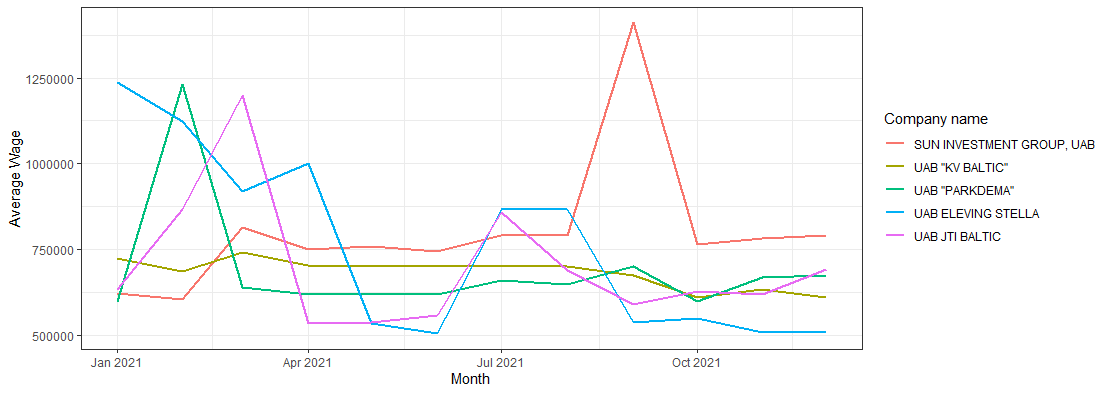 1250000
1000000
750000
500000
Average Wage
Jan 2021
Apr 2021
Jul 2021
Oct 2021
Month
Company name
SUN INVESTMENT GROUP, UAB
UAB "KV BALTIC"
UAB "PARKDEMA"
UAB ELEVING STELLA
UAB JTI BALTIC